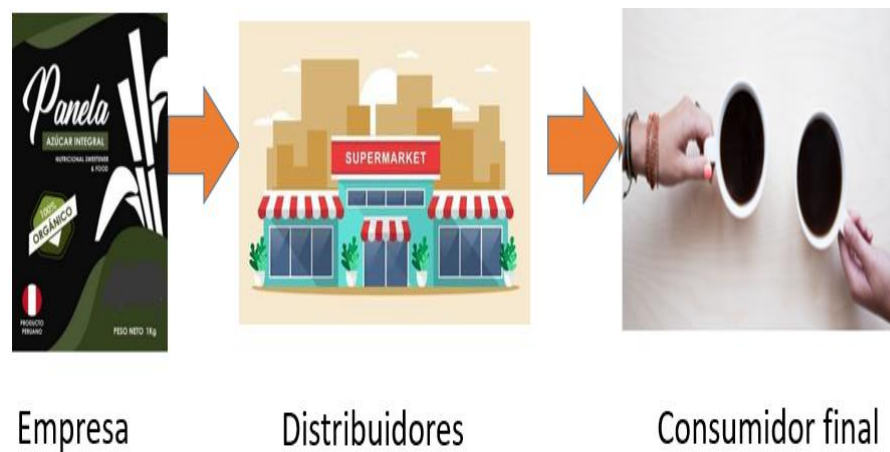 Panela
AZÚCAR INTEGRAL
NUTRICIONAL SWEETENER
& FOOD
100%
ORGÁNICO
PRODUCTO
PERUANO
PESO NETO 1Kg
SUPERMARKET
Empresa
Distribuidores
Consumidor final